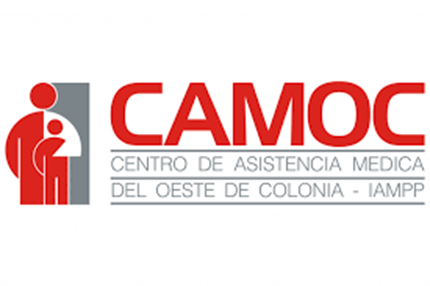 CAMOC
CENTRO DE ASISTENCIA MEDICA
DEL OESTE DE COLONIA - IAMPP